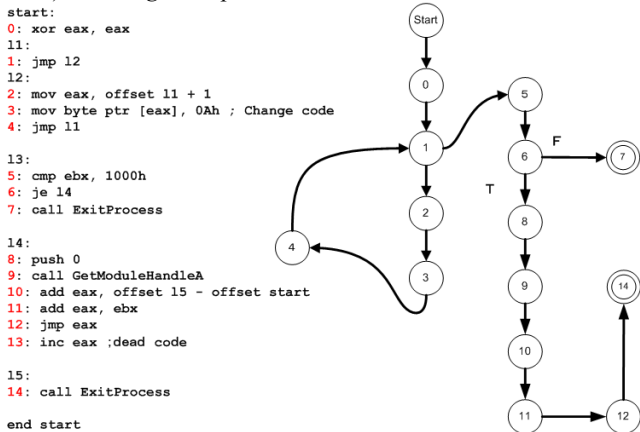 start:
0: xor eax, eax
l1:
1: jmp l2
l2:
2: mov eax, offset l1 + 1
3: mov byte ptr [eax], 0Ah ; Change code
4: jmp l1
l3:
5: cmp ebx, 1000h
6: je l4
7: call ExitProcess
l4:
8: push 0
9: call GetModuleHandleA
10: add eax, offset l5 - offset start
11: add eax, ebx
12: jmp eax
13: inc eax ;dead code
l5:
14: call ExitProcess
end start
Start
0
1
2
3
4
5
6
F
7
T
8
9
10
11
12
14